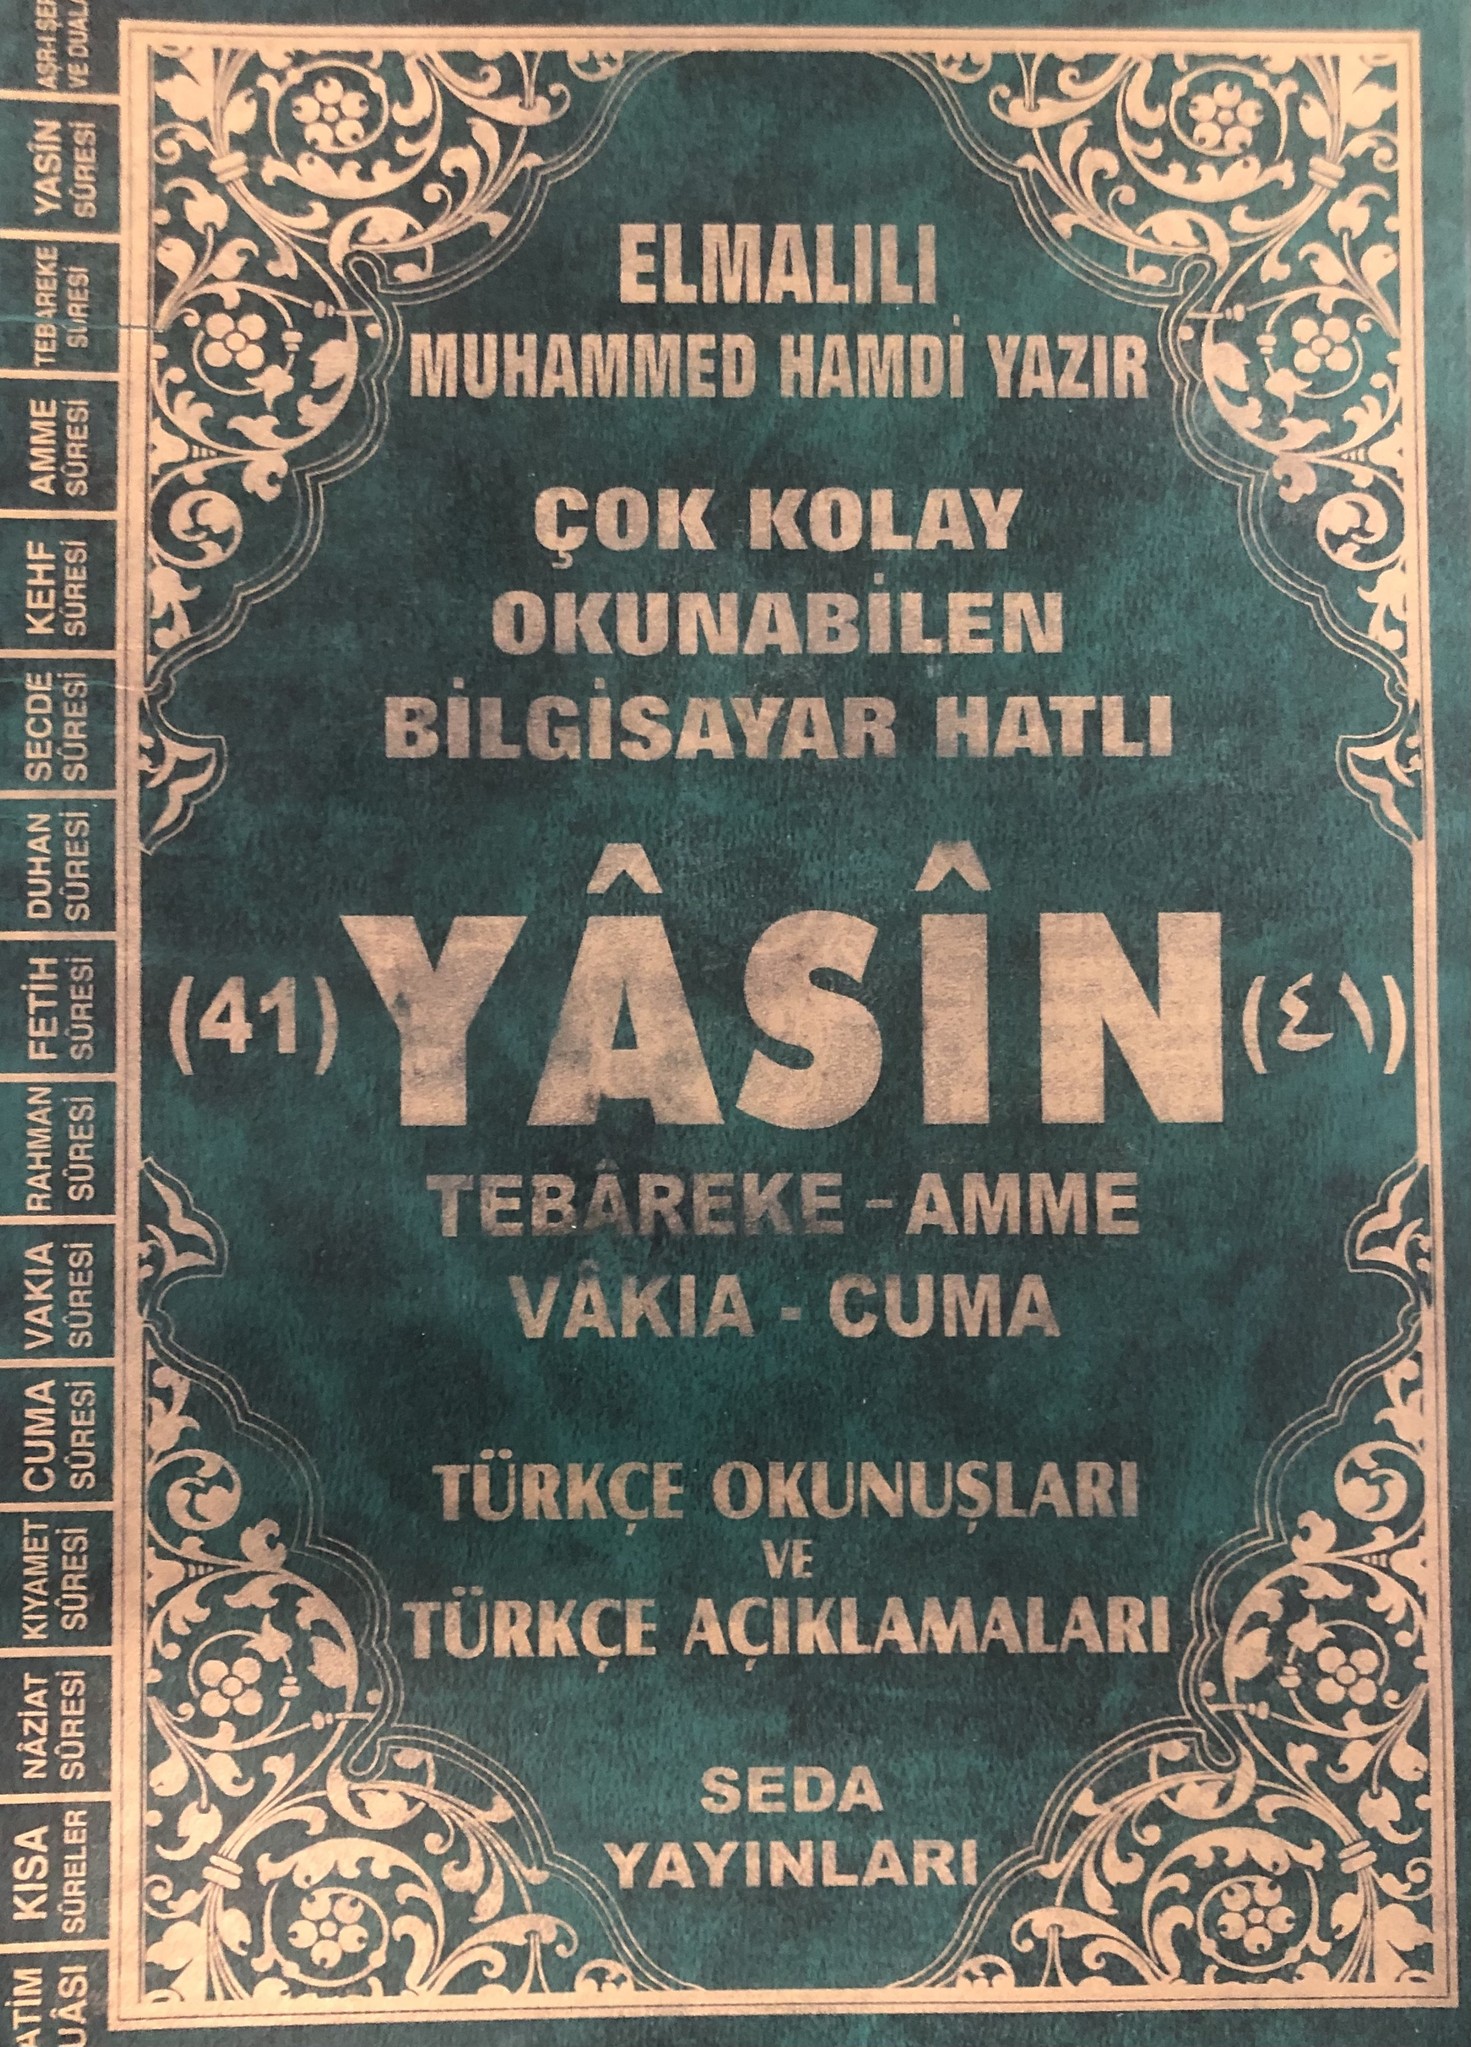 ELMALILI
MUHAMMED HAMDİ YAZIR
ÇOK KOLAY
OKUNABİLEN
BİLGİSAYAR HATLI
(41) YÂSÎN (٤١)
TEBÂREKE - AMME
VÂKIA - CUMA
TÜRKÇE OKUNUŞLARI
VE
TÜRKÇE AÇIKLAMALARI
SEDA
YAYINLARI
YASÎN
SÛRESİ
TEBAREKE
SÛRESİ
AMME
SÛRESİ
KEHF
SÛRESİ
SECDE
SÛRESİ
DUHAN
SÛRESİ
FETİH
SÛRESİ
RAHMAN
SÛRESİ
VAKIA
SÛRESİ
CUMA
SÛRESİ
KIYAMET
SÛRESİ
NÂZİAT
SÛRESİ
KISA
SÛRELER